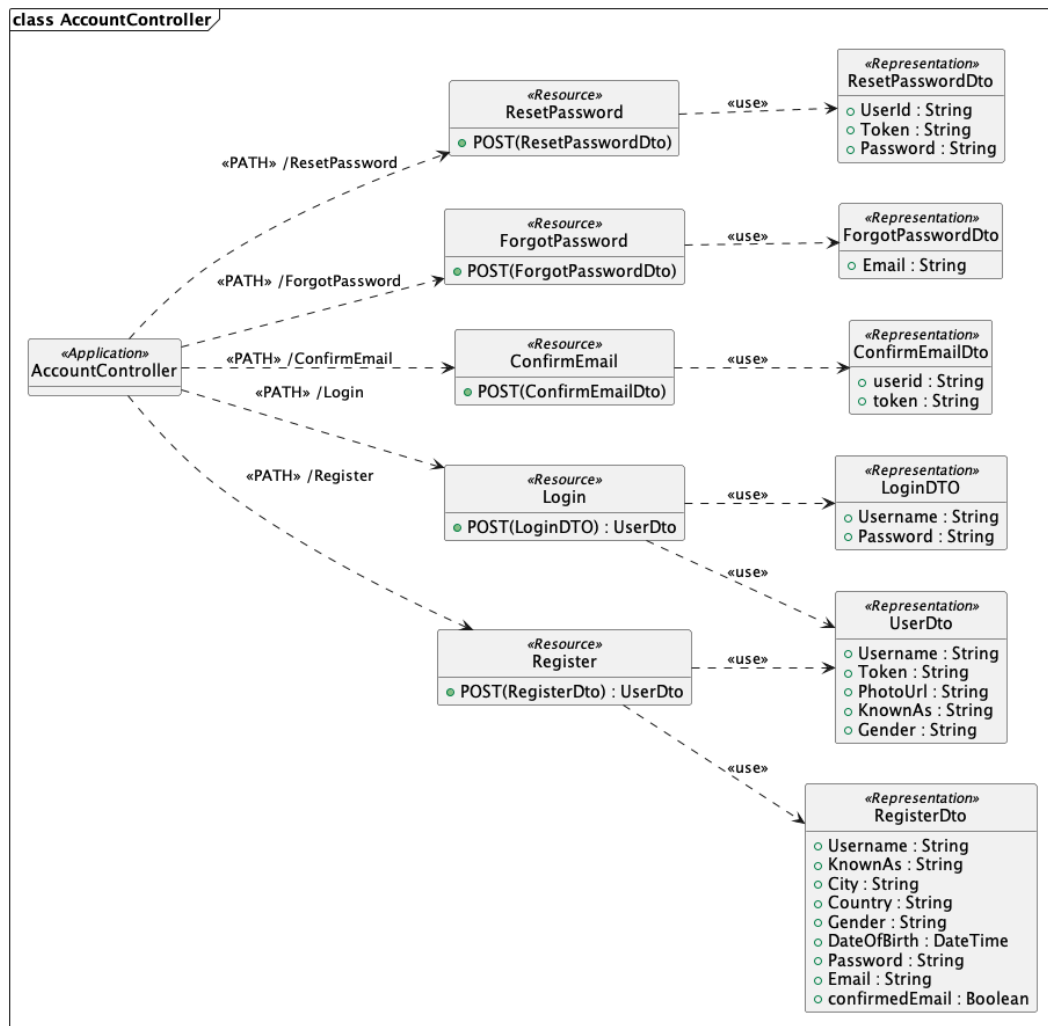 class AccountController
«Representation»
ResetPasswordDto
UserId : String
Token : String
Password : String
«Resource»
ResetPassword
POST(ResetPasswordDto)
«use»
«PATH» /ResetPassword
«Representation»
ForgotPasswordDto
Email : String
«Resource»
ForgotPassword
POST(ForgotPasswordDto)
«use»
«PATH» /ForgotPassword
«Application»
AccountController
«PATH» /ConfirmEmail
«Resource»
ConfirmEmail
POST(ConfirmEmailDto)
«use»
«Representation»
ConfirmEmailDto
userid : String
token : String
«PATH» /Login
«Resource»
Login
POST(LoginDTO) : UserDto
«use»
«Representation»
LoginDTO
Username : String
Password : String
«use»
«PATH» /Register
«Resource»
Register
POST(RegisterDto) : UserDto
«use»
«Representation»
UserDto
Username : String
Token : String
PhotoUrl : String
KnownAs : String
Gender : String
«use»
«Representation»
RegisterDto
Username : String
KnownAs : String
City : String
Country : String
Gender : String
DateOfBirth : DateTime
Password : String
Email : String
confirmedEmail : Boolean